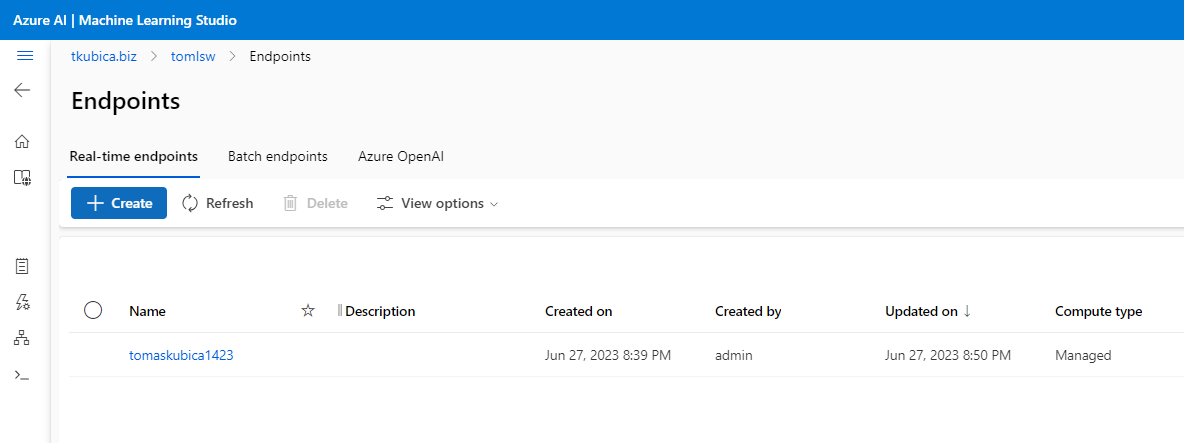 Azure AI | Machine Learning Studio
tkubica.biz > tomlsw > Endpoints
Endpoints
Real-time endpoints Batch endpoints Azure OpenAI
Create Refresh Delete View options
Name Description Created on Created by Updated on ↓ Compute type
tomaskubica1423 Jun 27, 2023 8:39 PM admin Jun 27, 2023 8:50 PM Managed